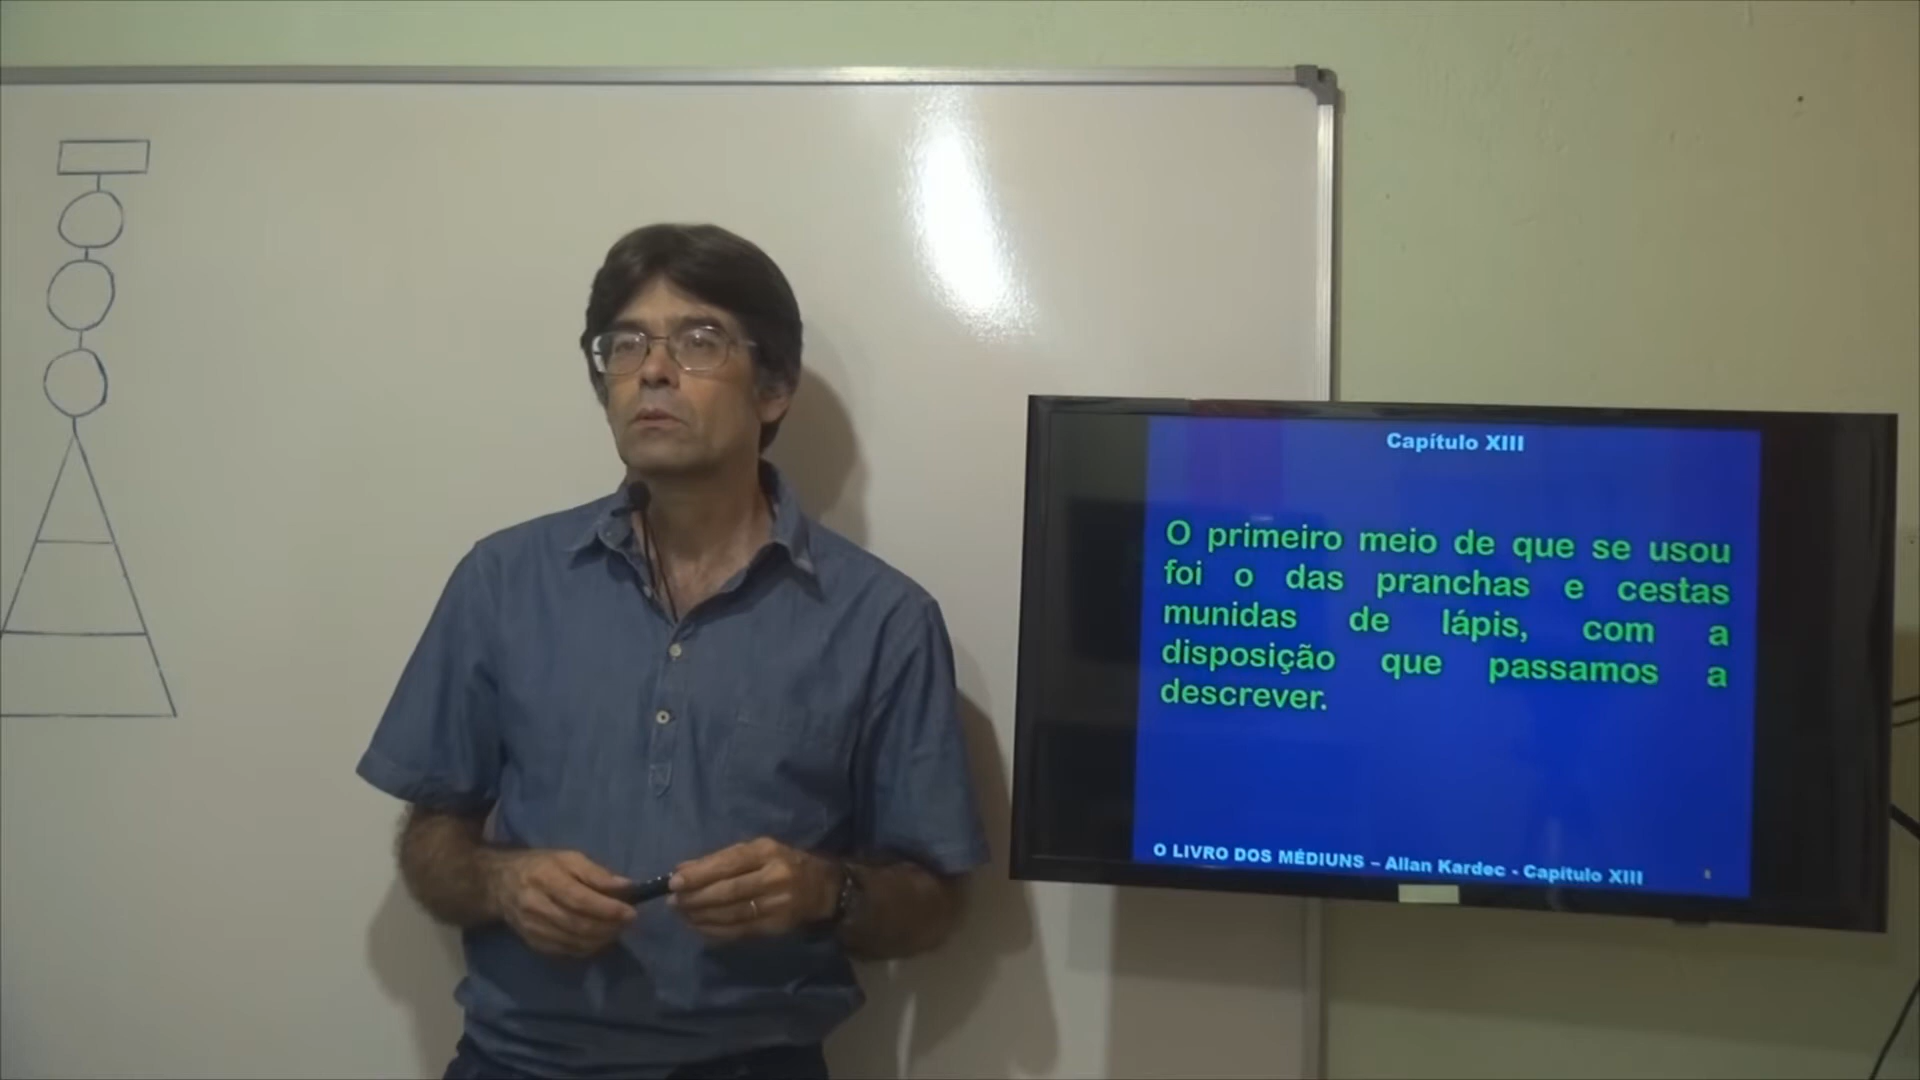 Capítulo XIII
O primeiro meio de que se usou
foi o das pranchas e cestas
munidas de lápis, com a
disposição que passamos a
descrever.
O LIVRO DOS MÉDIUNS – Allan Kardec - Capítulo XIII